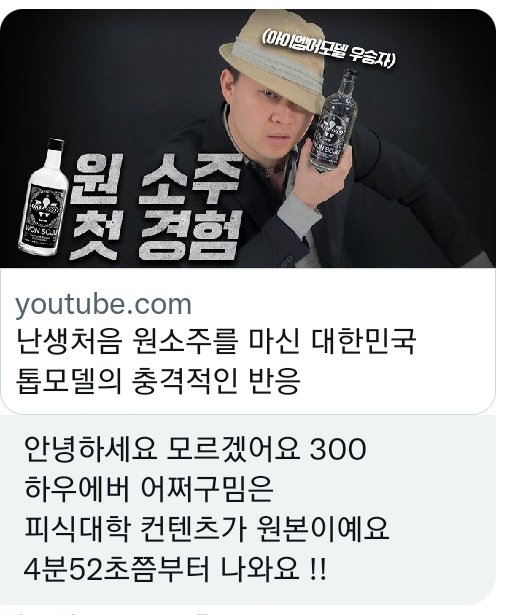 (아이엠어모델 우승자)
원 소주
첫 경험
WON SOJU
youtube.com
난생처음 원소주를 마신 대한민국
톱모델의 충격적인 반응
안녕하세요 모르겠어요 300
하우에버 어쩌구밈은
피식대학 컨텐츠가 원본이예요
4분52초쯤부터 나와요 !!